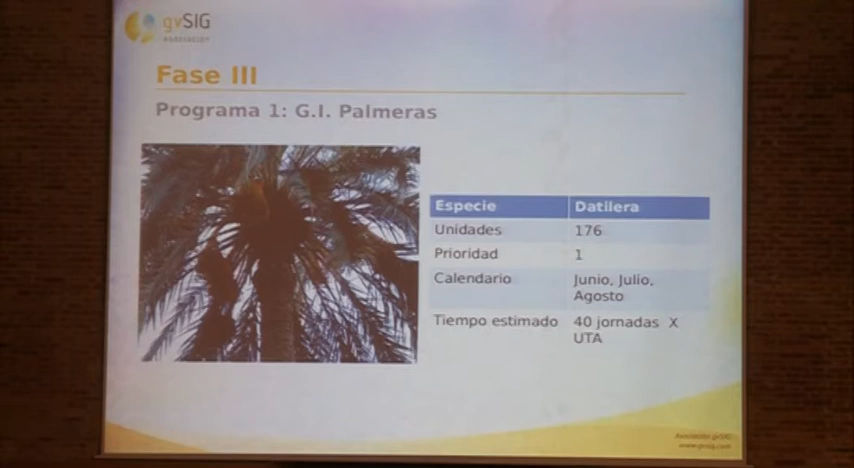 gvSIG
asociación
Fase III
Programa 1: G.I. Palmeras
Especie Datilera
Unidades 176
Prioridad 1
Calendario Junio, Julio,
Agosto
Tiempo estimado 40 jornadas X
UTA
Asociación gvSIG
www.gvsig.com